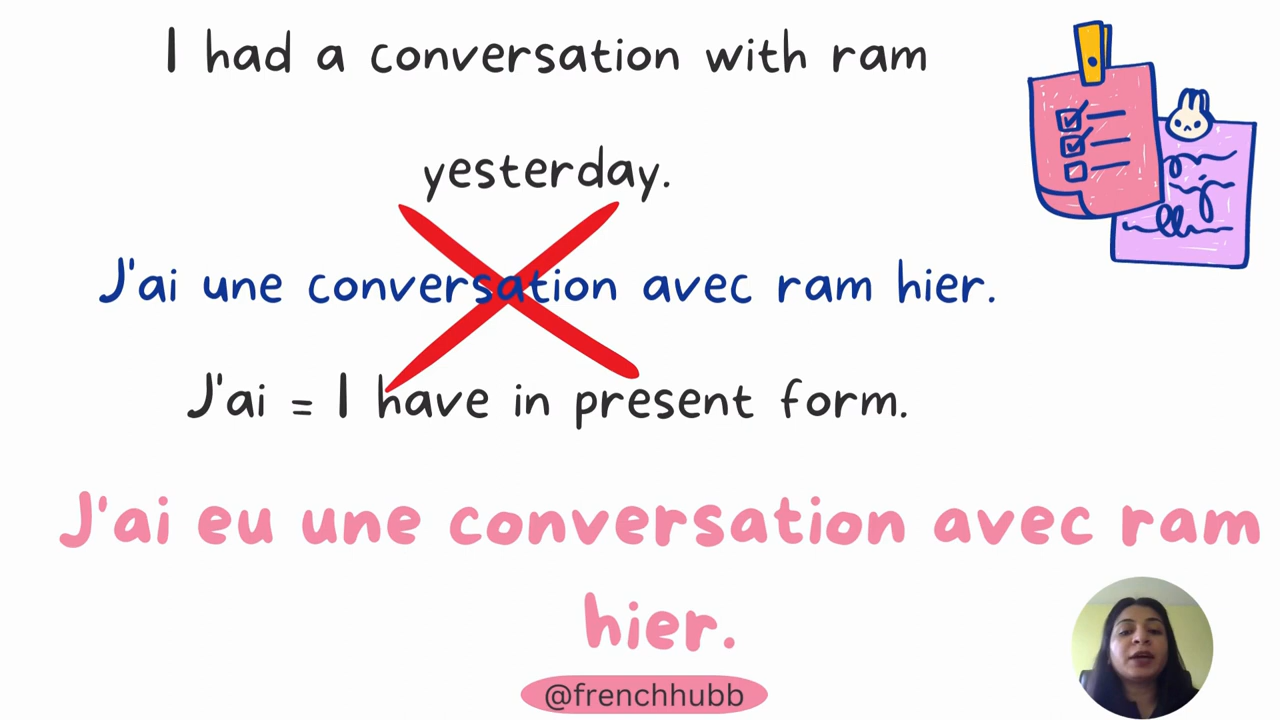 I had a conversation with ram
yesterday.
J'ai une conversation avec ram hier.
J'ai = I have in present form.
J'ai eu une conversation avec ram
hier.
@frenchhubb